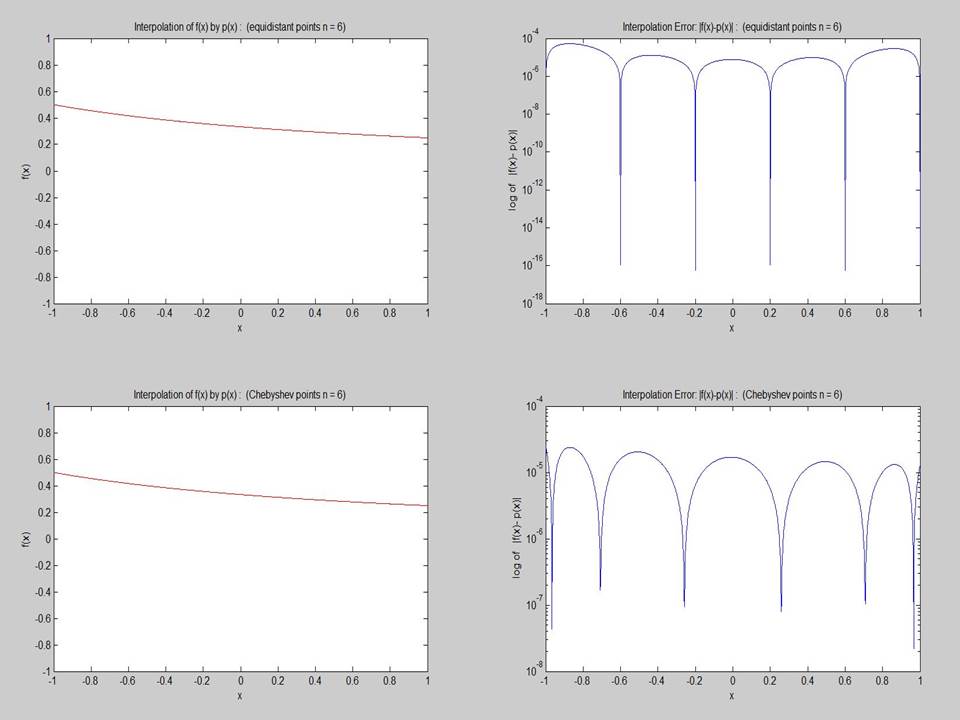 Interpolation of f(x) by p(x) : (equidistant points n = 6)
1
0.8
0.6
0.4
0.2
0
-0.2
-0.4
-0.6
-0.8
-1
f(x)
-1 -0.8 -0.6 -0.4 -0.2 0 0.2 0.4 0.6 0.8 1
x
Interpolation Error: |f(x)-p(x)| : (equidistant points n = 6)
10^-4
10^-6
10^-8
10^-10
10^-12
10^-14
10^-16
10^-18
log of |f(x)- p(x)|
-1 -0.8 -0.6 -0.4 -0.2 0 0.2 0.4 0.6 0.8 1
x
Interpolation of f(x) by p(x) : (Chebyshev points n = 6)
1
0.8
0.6
0.4
0.2
0
-0.2
-0.4
-0.6
-0.8
-1
f(x)
-1 -0.8 -0.6 -0.4 -0.2 0 0.2 0.4 0.6 0.8 1
x
Interpolation Error: |f(x)-p(x)| : (Chebyshev points n = 6)
10^-4
10^-5
10^-6
10^-7
10^-8
log of |f(x)- p(x)|
-1 -0.8 -0.6 -0.4 -0.2 0 0.2 0.4 0.6 0.8 1
x